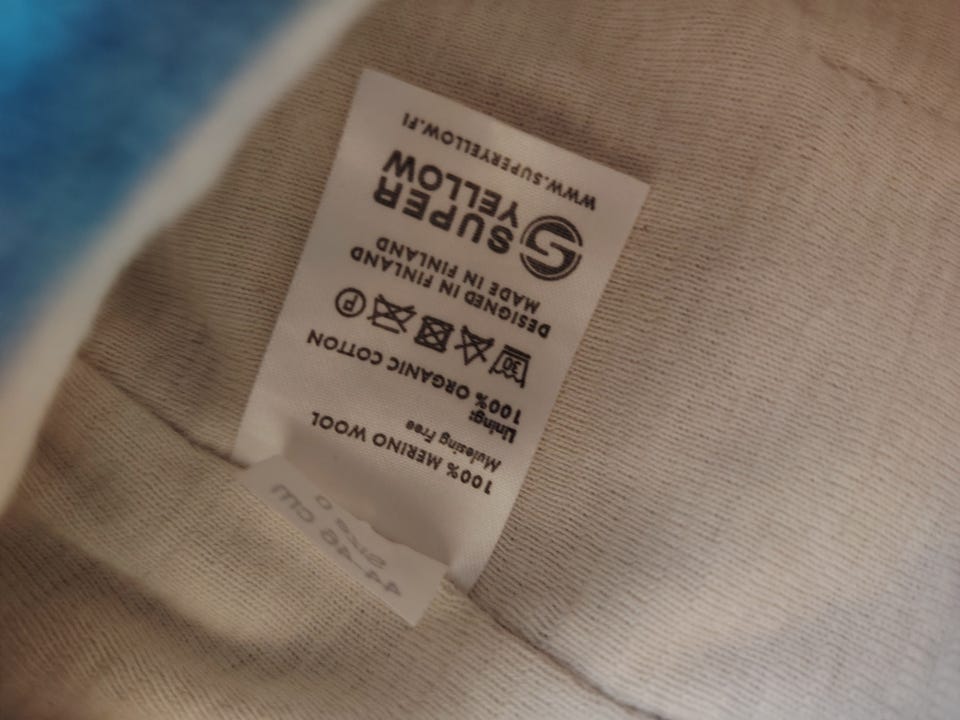 100% MERINO WOOL
Mulesing free
Lining:
100% ORGANIC COTTON
30 P
DESIGNED IN FINLAND
MADE IN FINLAND
SUPER
YELLOW
WWW.SUPERYELLOW.FI